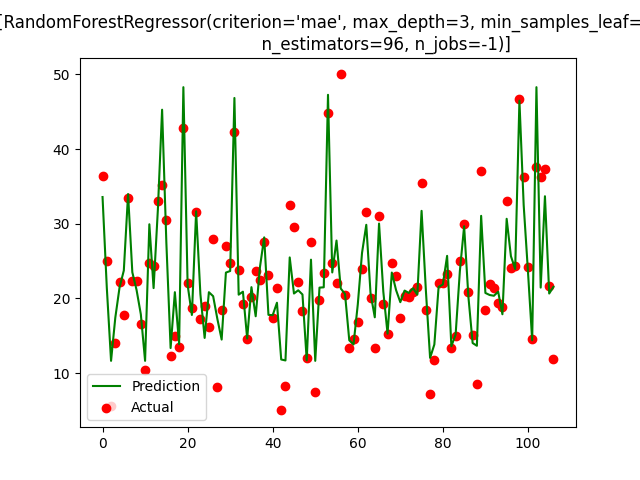 [RandomForestRegressor(criterion='mae', max_depth=3, min_samples_leaf=
n_estimators=96, n_jobs=-1)]
50
40
30
20
10
0 20 40 60 80 100
Prediction
Actual